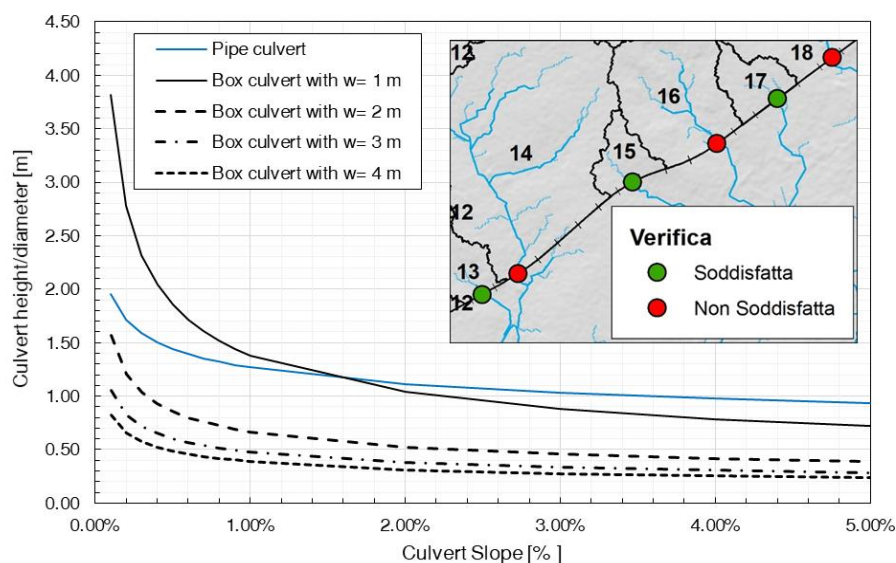 4.50
4.00
3.50
3.00
2.50
2.00
1.50
1.00
0.50
0.00
Culvert height/diameter [m]
Pipe culvert
Box culvert with w= 1 m
Box culvert with w= 2 m
Box culvert with w= 3 m
Box culvert with w= 4 m
12
18
17
16
14
15
12
13
12
Verifica
Soddisfatta
Non Soddisfatta
0.00%
1.00%
2.00%
3.00%
4.00%
5.00%
Culvert Slope [% ]